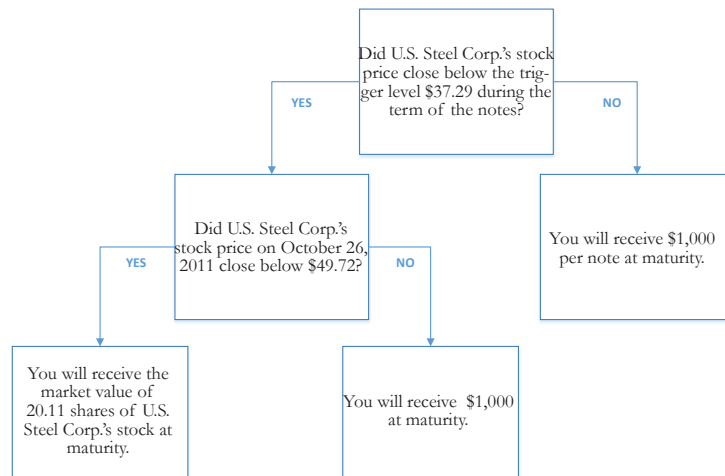 Did U.S. Steel Corp.'s stock
price close below the trig-
ger level $37.29 during the
term of the notes?
YES
NO
Did U.S. Steel Corp.'s
stock price on October 26,
2011 close below $49.72?
You will receive $1,000
per note at maturity.
YES
NO
You will receive the
market value of
20.11 shares of U.S.
Steel Corp.'s stock at
maturity.
You will receive $1,000
at maturity.